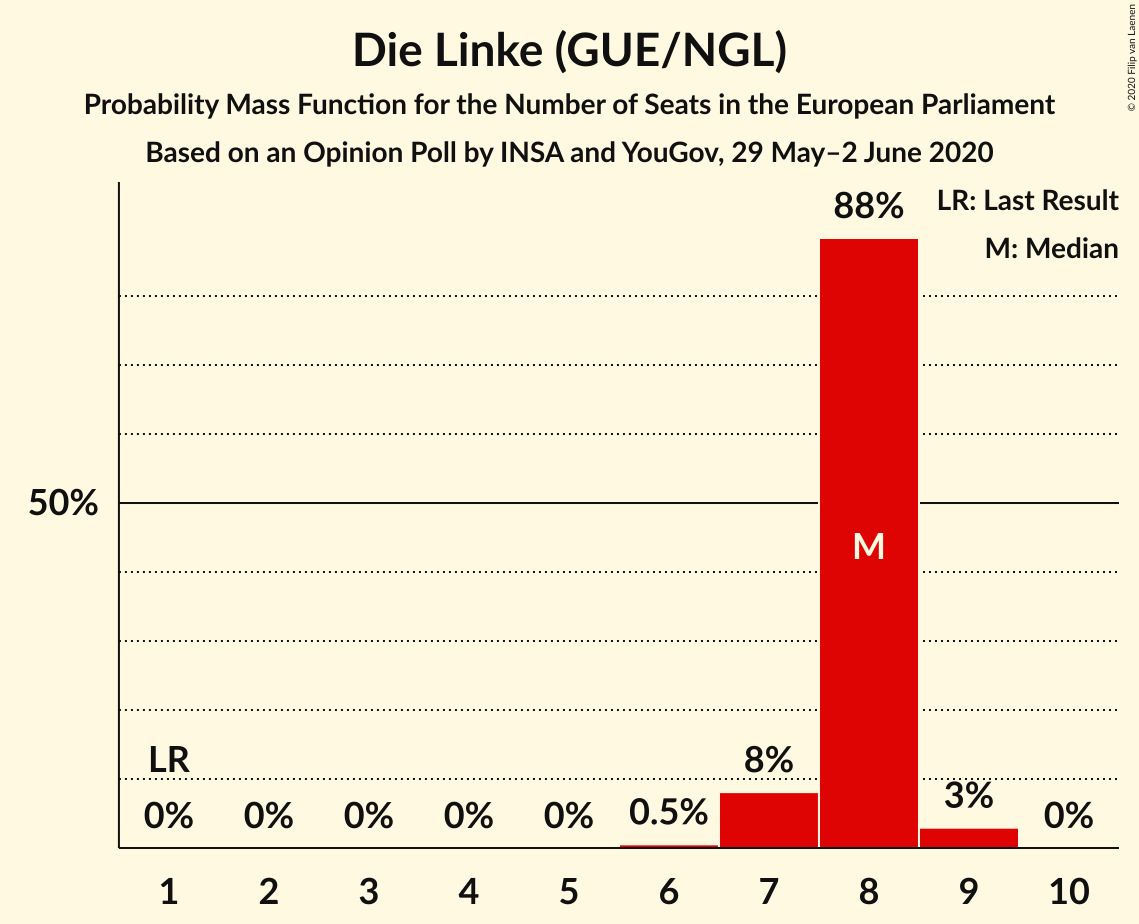 Die Linke (GUE/NGL)
Probability Mass Function for the Number of Seats in the European Parliament
Based on an Opinion Poll by INSA and YouGov, 29 May–2 June 2020
© 2020 Filip van Laenen
LR: Last Result
M: Median
88%
50%
M
LR
0%
0%
0%
0%
0%
0.5%
8%
3%
0%
1
2
3
4
5
6
7
8
9
10